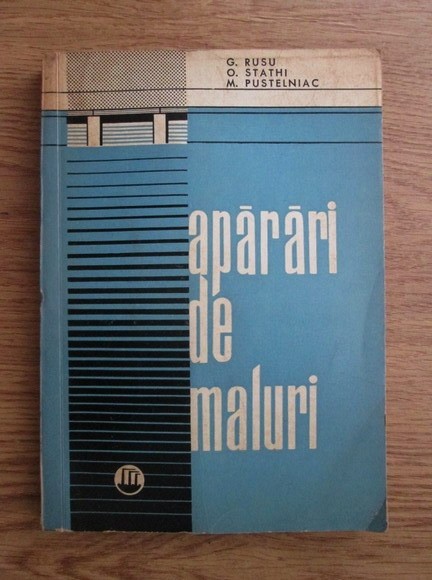 G. RUSU
O. STATHI
M. PUSTELNIAC
apărări
de
maluri